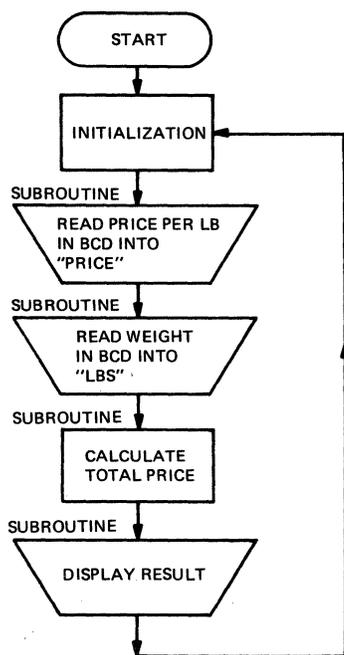 START
INITIALIZATION
SUBROUTINE
READ PRICE PER LB
IN BCD INTO
"PRICE"
SUBROUTINE
READ WEIGHT
IN BCD INTO
"LBS"
SUBROUTINE
CALCULATE
TOTAL PRICE
SUBROUTINE
DISPLAY RESULT